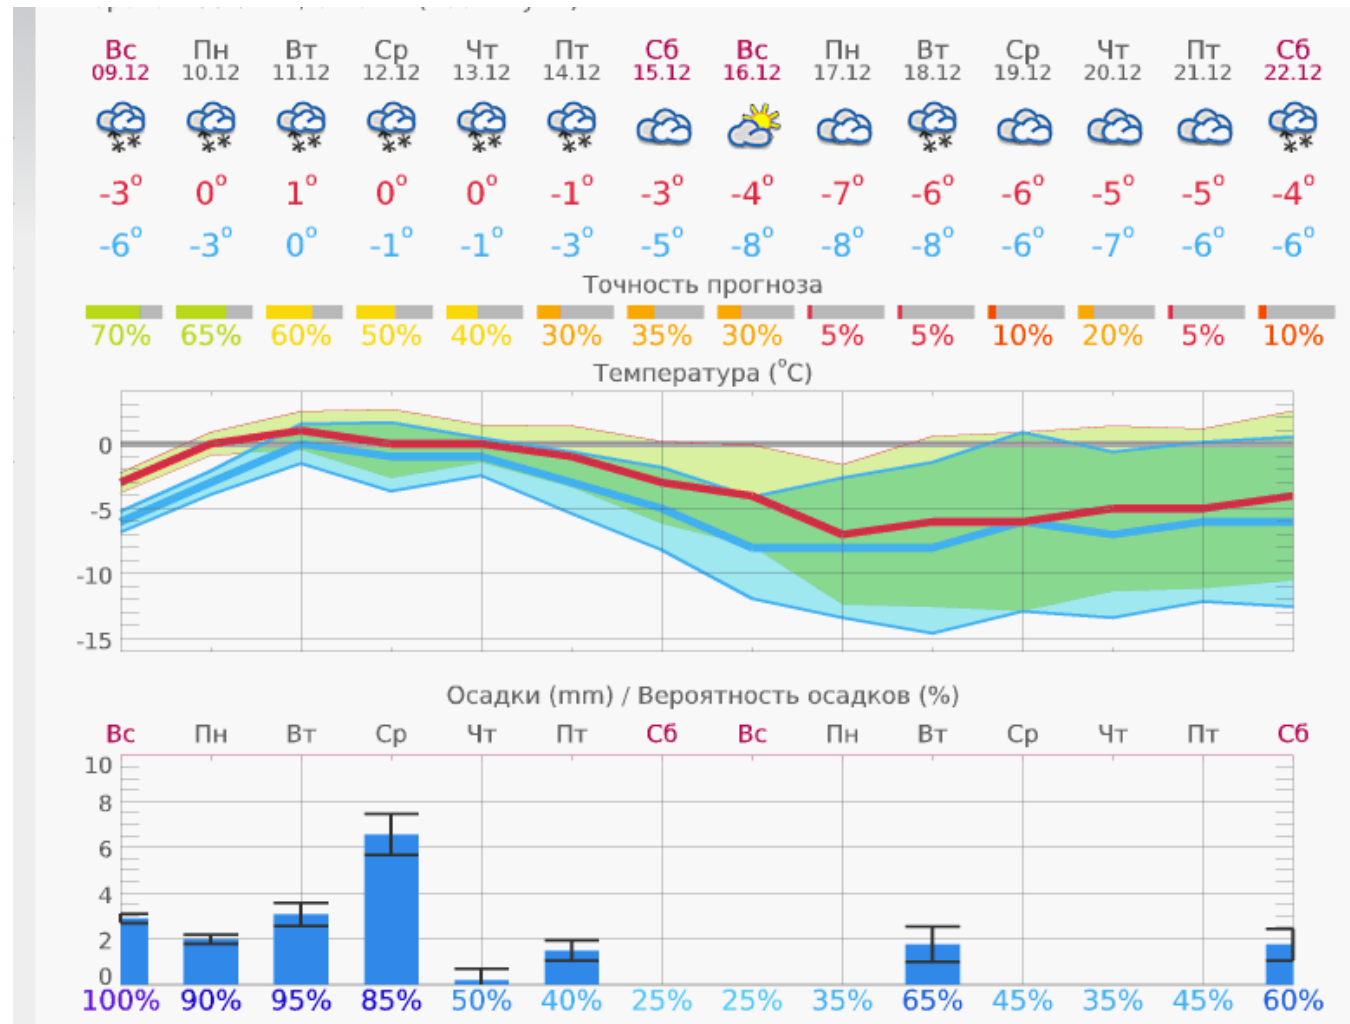 Вс Пн Вт Ср Чт Пт Сб Вс Пн Вт Ср Чт Пт Сб
09.12 10.12 11.12 12.12 13.12 14.12 15.12 16.12 17.12 18.12 19.12 20.12 21.12 22.12
-3° 0° 1° 0° 0° -1° -3° -4° -7° -6° -6° -5° -5° -4°
-6° -3° 0° -1° -1° -3° -5° -8° -8° -8° -6° -7° -6° -6°
Точность прогноза
70% 65% 60% 50% 40% 30% 35% 30% 5% 5% 10% 20% 5% 10%
Температура (°C)
0
-5
-10
-15
Осадки (mm) / Вероятность осадков (%)
Вс Пн Вт Ср Чт Пт Сб Вс Пн Вт Ср Чт Пт Сб
10
8
6
4
2
0
100% 90% 95% 85% 50% 40% 25% 25% 35% 65% 45% 35% 45% 60%